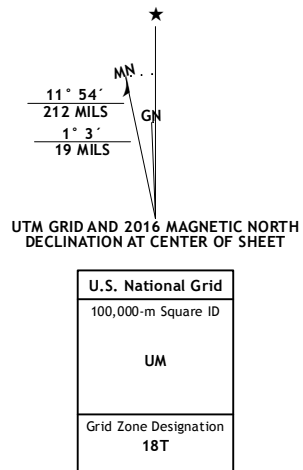 ★
MN
11° 54´
212 MILS
GN
1° 3´
19 MILS
UTM GRID AND 2016 MAGNETIC NORTH
DECLINATION AT CENTER OF SHEET
U.S. National Grid
100,000-m Square ID
UM
Grid Zone Designation
18T